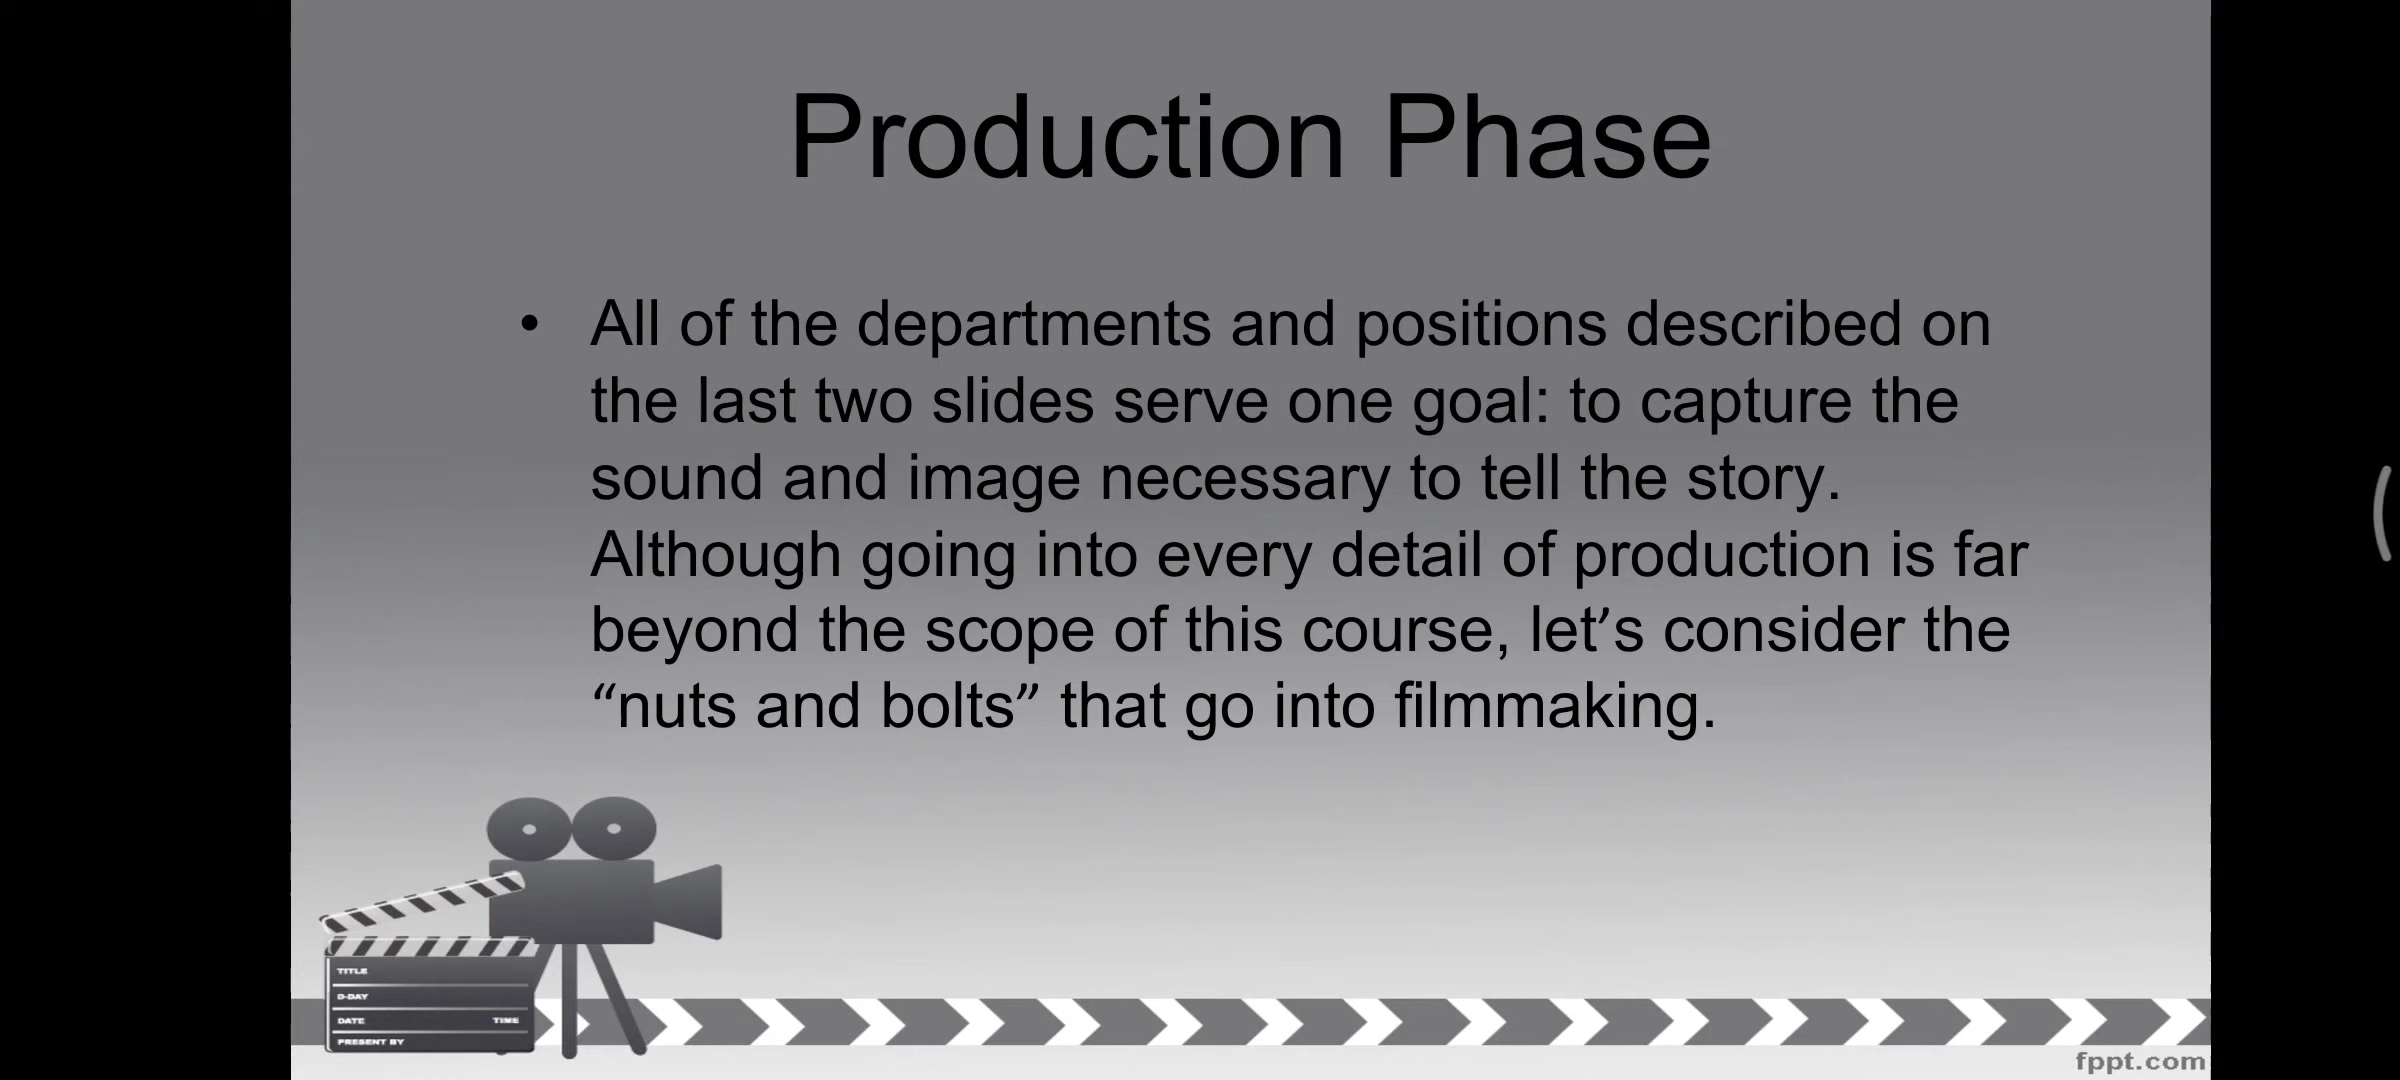 Production Phase
• All of the departments and positions described on
the last two slides serve one goal: to capture the
sound and image necessary to tell the story.
Although going into every detail of production is far
beyond the scope of this course, let’s consider the
“nuts and bolts” that go into filmmaking.
TITLE
D-DAY
DATE TIME
PRESENT BY
fppt.com